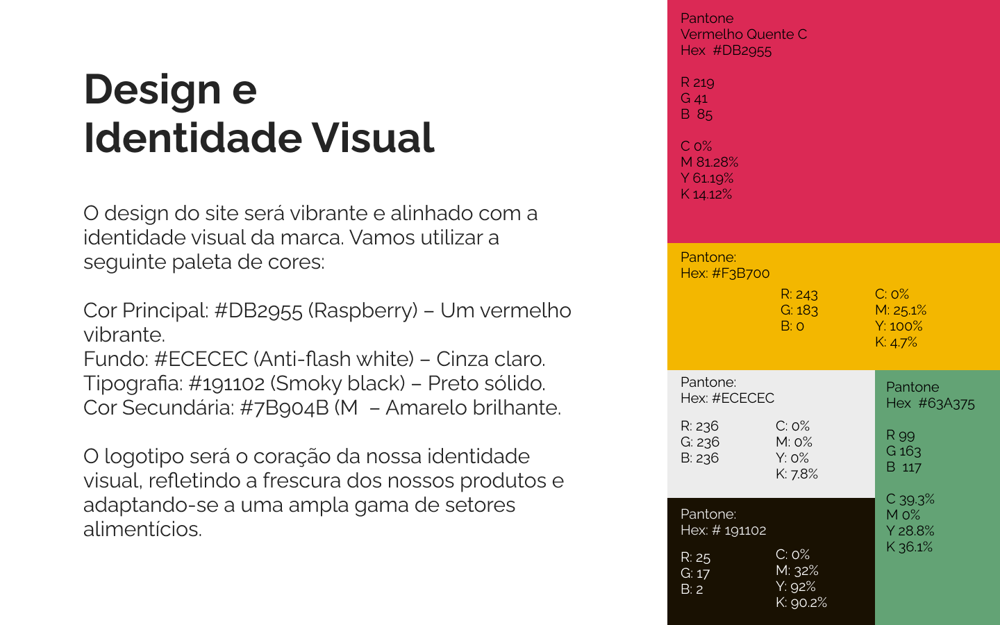 Design e
Identidade Visual
O design do site será vibrante e alinhado com a
identidade visual da marca. Vamos utilizar a
seguinte paleta de cores:
Cor Principal: #DB2955 (Raspberry) – Um vermelho
vibrante.
Fundo: #ECECEC (Anti-flash white) – Cinza claro.
Tipografia: #191102 (Smoky black) – Preto sólido.
Cor Secundária: #7B904B (M  – Amarelo brilhante.
O logotipo será o coração da nossa identidade
visual, refletindo a frescura dos nossos produtos e
adaptando-se a uma ampla gama de setores
alimentícios.
Pantone
Vermelho Quente C
Hex  #DB2955
R 219
G 41
B  85
C 0%
M 81.28%
Y 61.19%
K 14.12%
Pantone:
Hex: #F3B700
R: 243
G: 183
B: 0
C: 0%
M: 25.1%
Y: 100%
K: 4.7%
Pantone:
Hex: #ECECEC
R: 236
G: 236
B: 236
C: 0%
M: 0%
Y: 0%
K: 7.8%
Pantone
Hex  #63A375
R 99
G 163
B  117
C 39.3%
M 0%
Y 28.8%
K 36.1%
Pantone:
Hex: # 191102
R: 25
G: 17
B: 2
C: 0%
M: 32%
Y: 92%
K: 90.2%